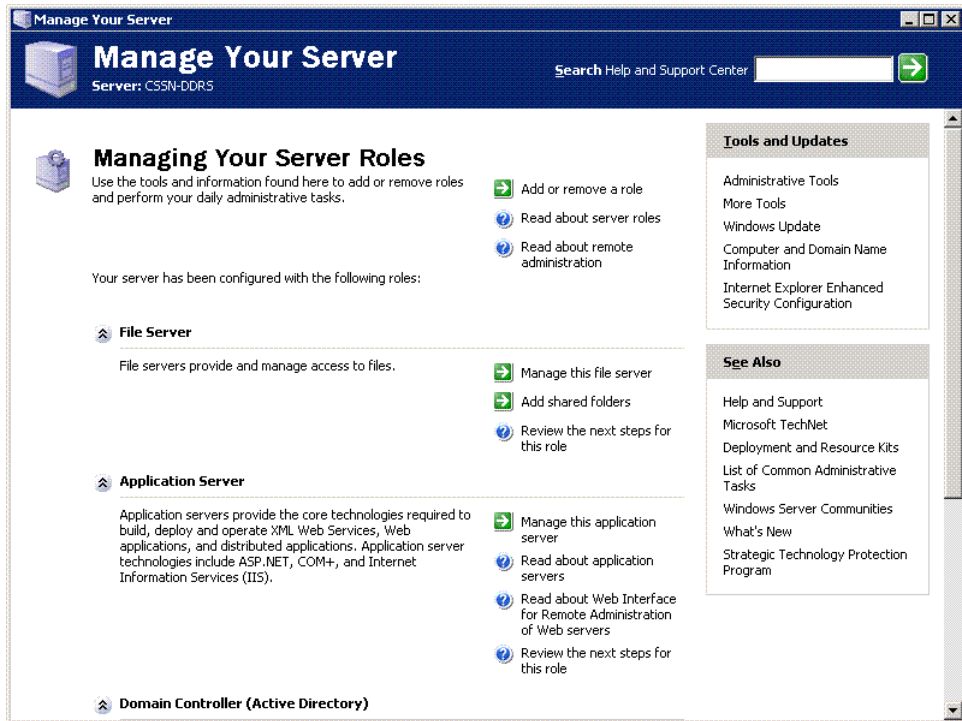 Manage Your Server
Manage Your Server
Server: CSSN-DDRS
Search Help and Support Center
Managing Your Server Roles
Use the tools and information found here to add or remove roles
and perform your daily administrative tasks.
Add or remove a role
Read about server roles
Read about remote
administration
Your server has been configured with the following roles:
File Server
File servers provide and manage access to files.
Manage this file server
Add shared folders
Review the next steps for
this role
Application Server
Application servers provide the core technologies required to
build, deploy and operate XML Web Services, Web
applications, and distributed applications. Application server
technologies include ASP.NET, COM+, and Internet
Information Services (IIS).
Manage this application
server
Read about application
servers
Read about Web Interface
for Remote Administration
of Web servers
Review the next steps for
this role
Domain Controller (Active Directory)
Tools and Updates
Administrative Tools
More Tools
Windows Update
Computer and Domain Name
Information
Internet Explorer Enhanced
Security Configuration
See Also
Help and Support
Microsoft TechNet
Deployment and Resource Kits
List of Common Administrative
Tasks
Windows Server Communities
What's New
Strategic Technology Protection
Program